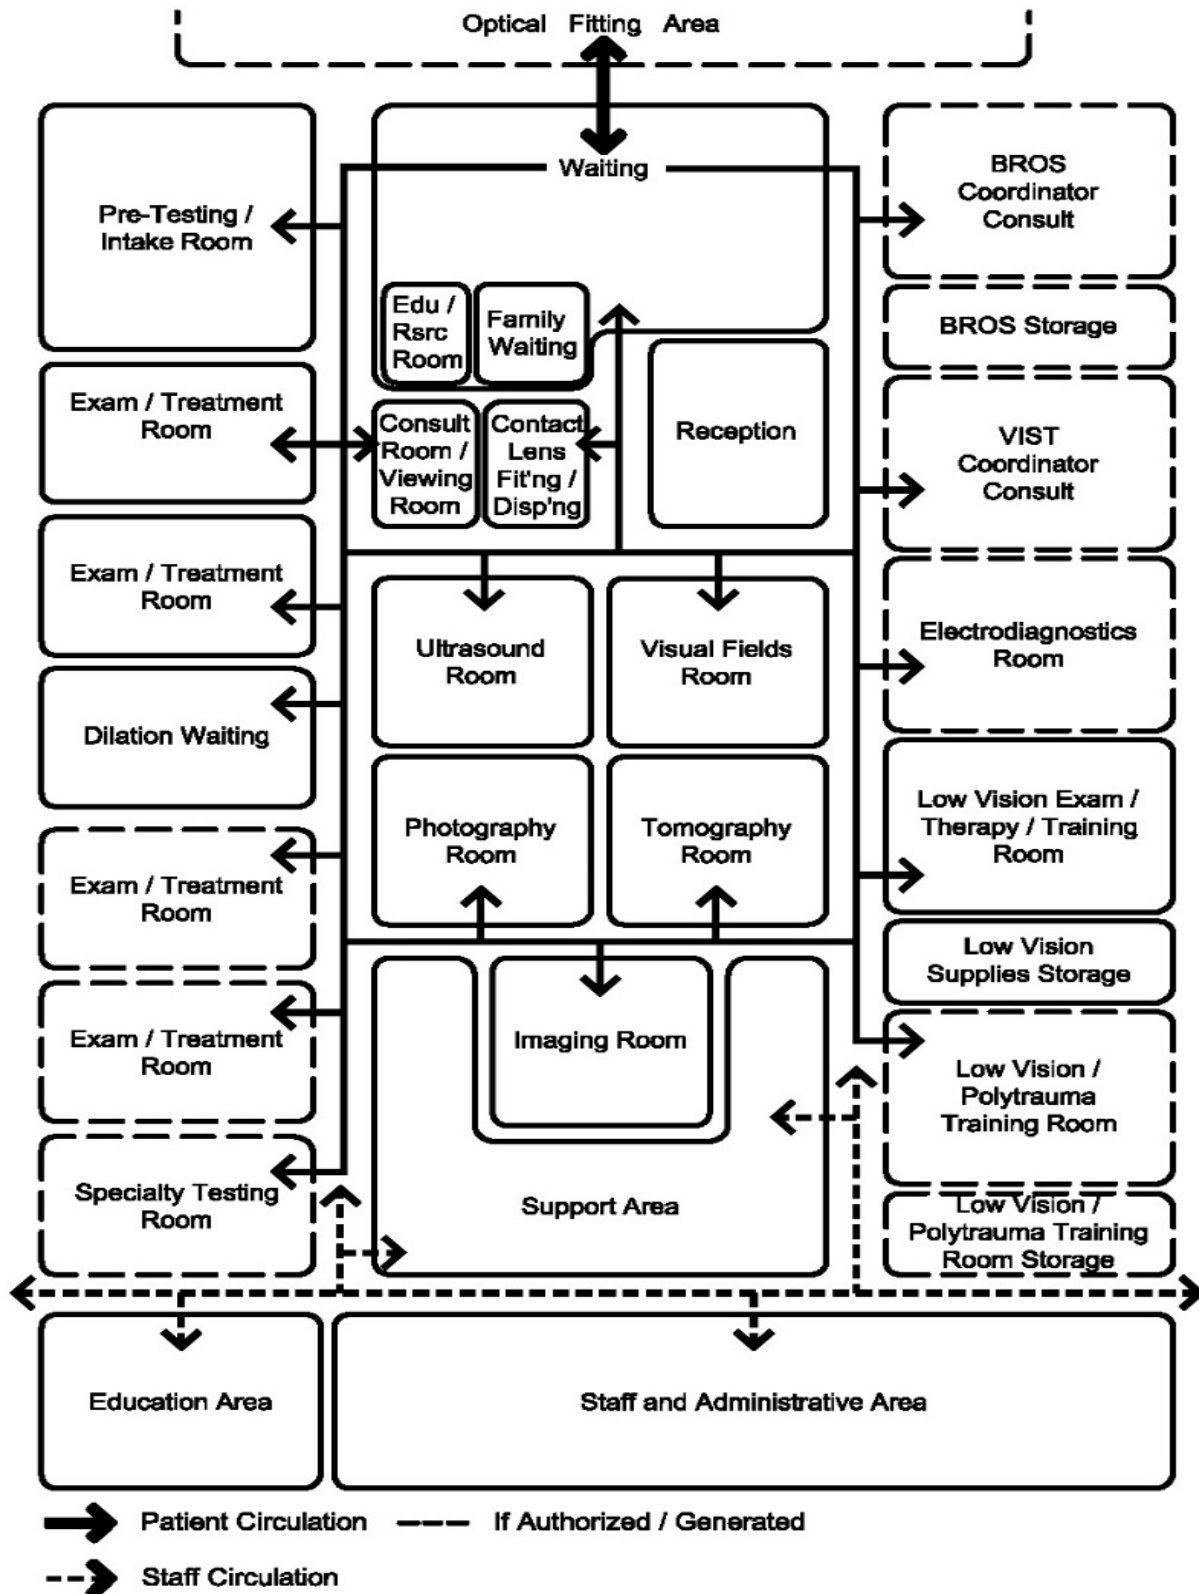 Optical Fitting Area
Waiting
Pre-Testing /
Intake Room
BROS
Coordinator
Consult
Edu /
Rsrc
Room
Family
Waiting
BROS Storage
Exam / Treatment
Room
Consult
Room /
Viewing
Room
Contact
Lens
Fit'ng /
Disp'ng
Reception
VIST
Coordinator
Consult
Exam / Treatment
Room
Ultrasound
Room
Visual Fields
Room
Electrodiagnostics
Room
Dilation Waiting
Photography
Room
Tomography
Room
Low Vision Exam /
Therapy / Training
Room
Exam / Treatment
Room
Low Vision
Supplies Storage
Exam / Treatment
Room
Imaging Room
Low Vision /
Polytrauma
Training Room
Specialty Testing
Room
Support Area
Low Vision /
Polytrauma Training
Room Storage
Education Area
Staff and Administrative Area
Patient Circulation
If Authorized / Generated
Staff Circulation